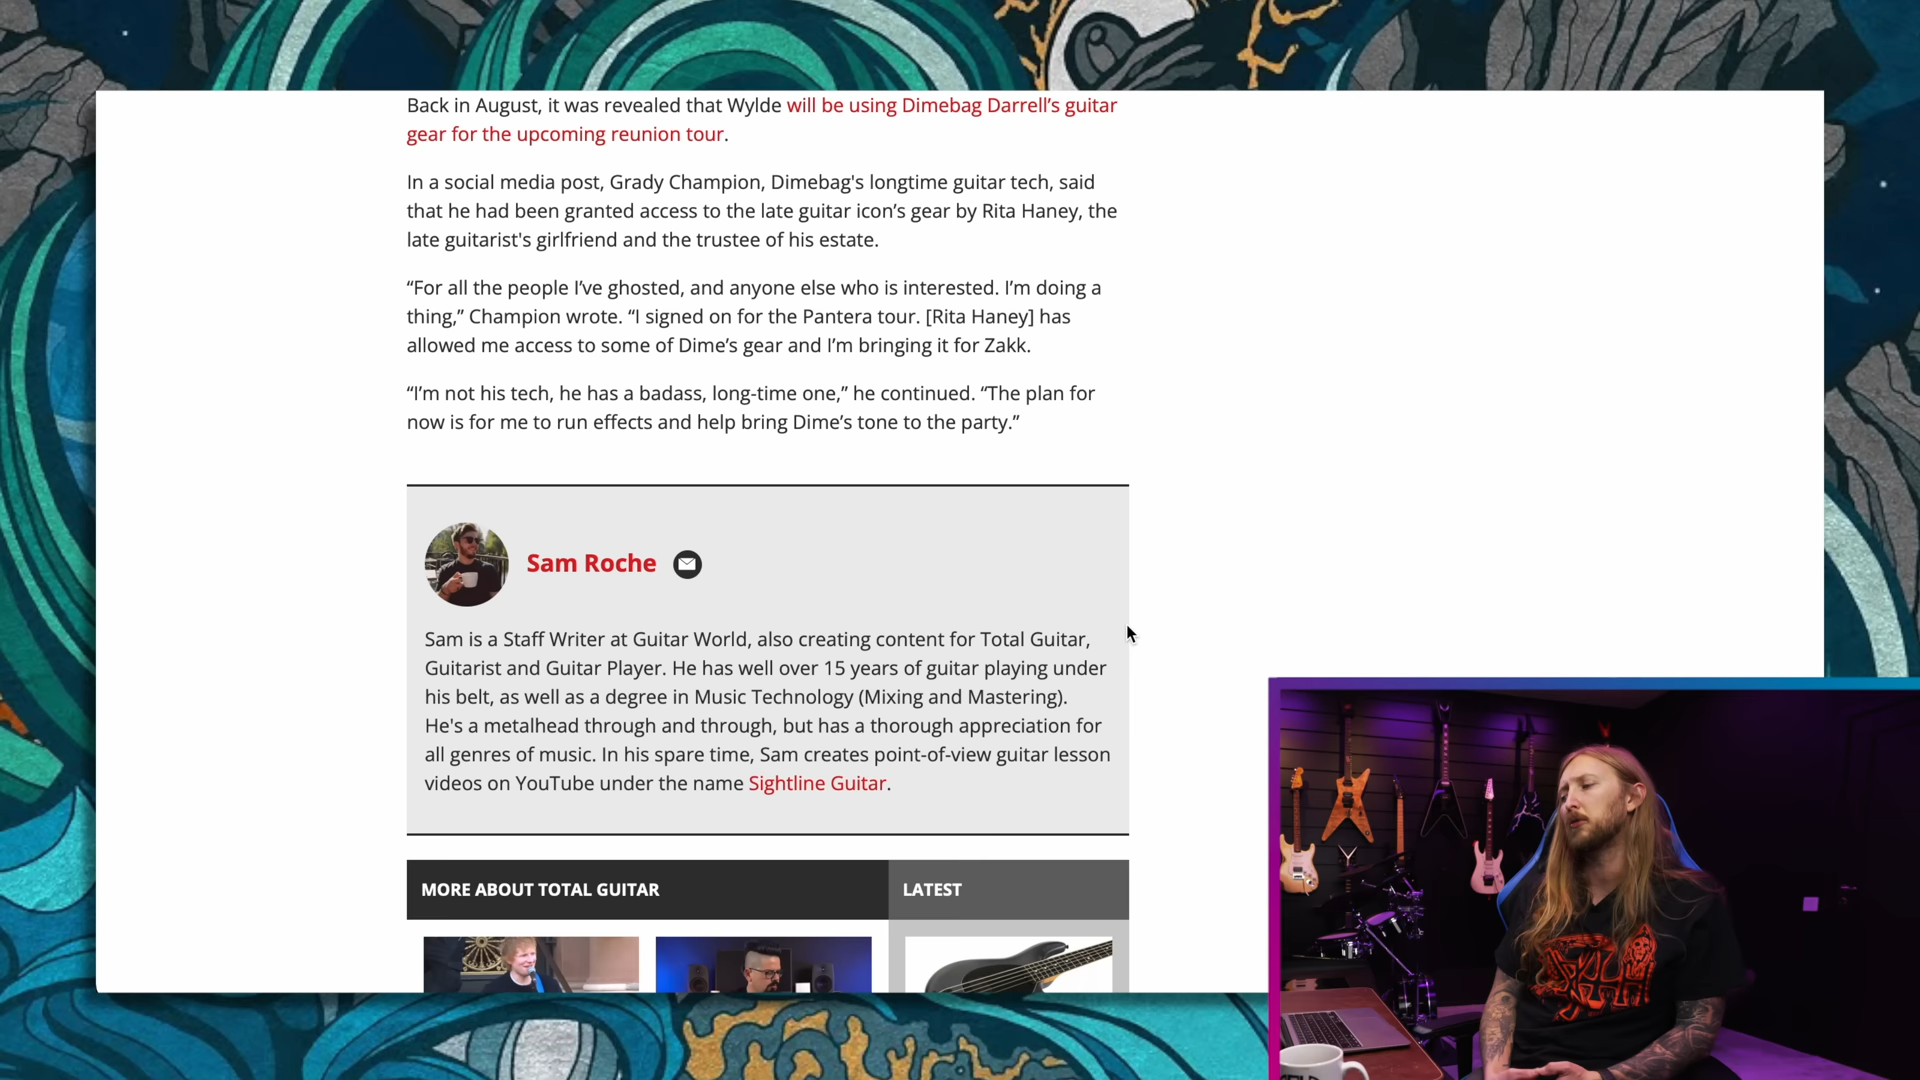 Back in August, it was revealed that Wylde will be using Dimebag Darrell’s guitar
gear for the upcoming reunion tour.
In a social media post, Grady Champion, Dimebag's longtime guitar tech, said
that he had been granted access to the late guitar icon’s gear by Rita Haney, the
late guitarist's girlfriend and the trustee of his estate.
“For all the people I’ve ghosted, and anyone else who is interested. I’m doing a
thing,” Champion wrote. “I signed on for the Pantera tour. [Rita Haney] has
allowed me access to some of Dime’s gear and I’m bringing it for Zakk.
“I’m not his tech, he has a badass, long-time one,” he continued. “The plan for
now is for me to run effects and help bring Dime’s tone to the party.”
Sam Roche
Sam is a Staff Writer at Guitar World, also creating content for Total Guitar,
Guitarist and Guitar Player. He has well over 15 years of guitar playing under
his belt, as well as a degree in Music Technology (Mixing and Mastering).
He's a metalhead through and through, but has a thorough appreciation for
all genres of music. In his spare time, Sam creates point-of-view guitar lesson
videos on YouTube under the name Sightline Guitar.
MORE ABOUT TOTAL GUITAR
LATEST